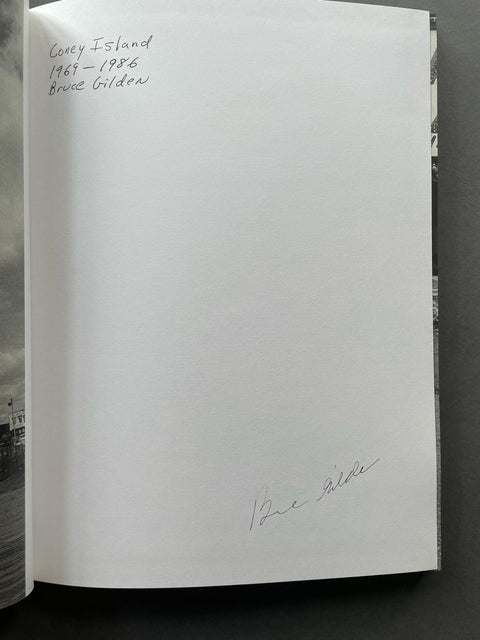 Coney Island
1969 – 1986
Bruce Gilden
Bruce Gilden